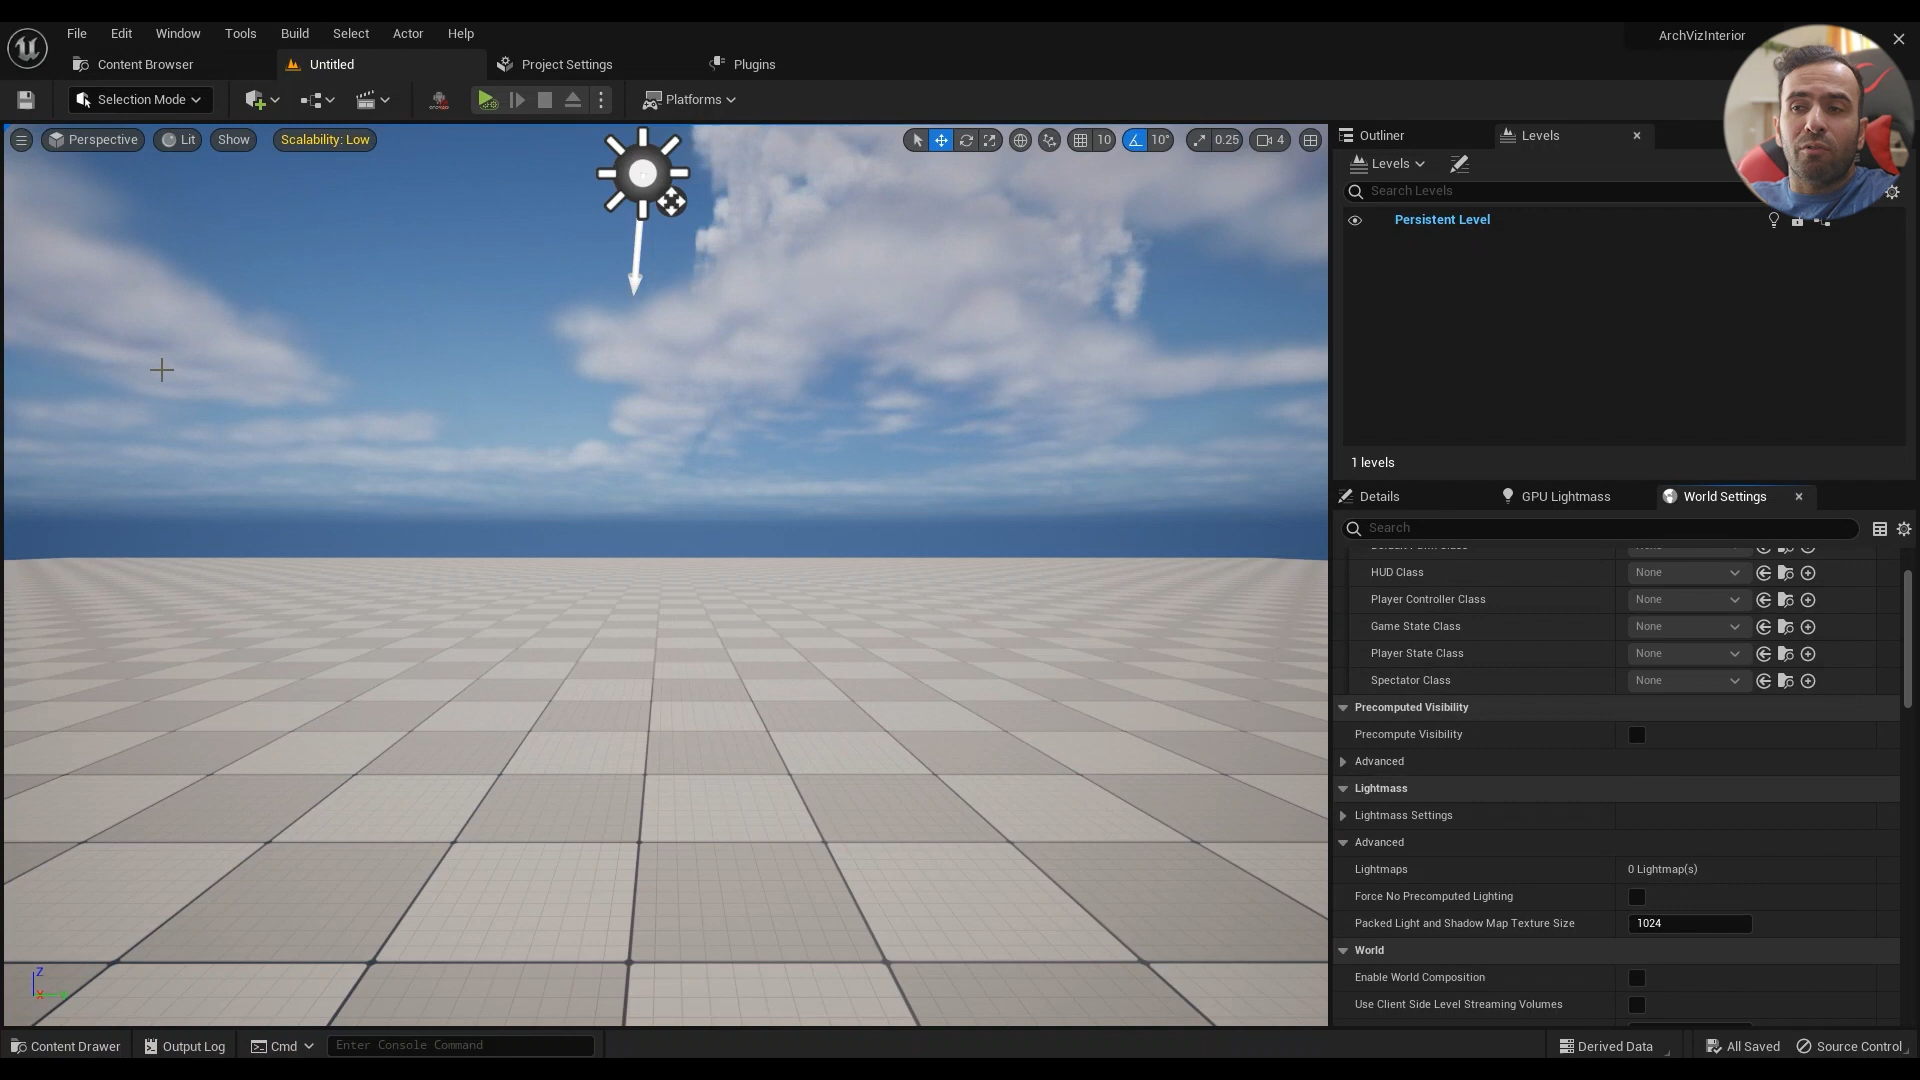 File Edit Window Tools Build Select Actor Help
ArchVizInterior
Content Browser
Untitled
Project Settings
Plugins
Selection Mode
Platforms
Perspective
Lit
Show
Scalability: Low
10
10°
0.25
4
Outliner
Levels
Levels
Search Levels
Persistent Level
1 levels
Details
GPU Lightmass
World Settings
Search
HUD Class None
Player Controller Class None
Game State Class None
Player State Class None
Spectator Class None
Precomputed Visibility
Precompute Visibility
Advanced
Lightmass
Lightmass Settings
Advanced
Lightmaps 0 Lightmap(s)
Force No Precomputed Lighting
Packed Light and Shadow Map Texture Size 1024
World
Enable World Composition
Use Client Side Level Streaming Volumes
Z
X
Content Drawer
Output Log
Cmd
Enter Console Command
Derived Data
All Saved
Source Control